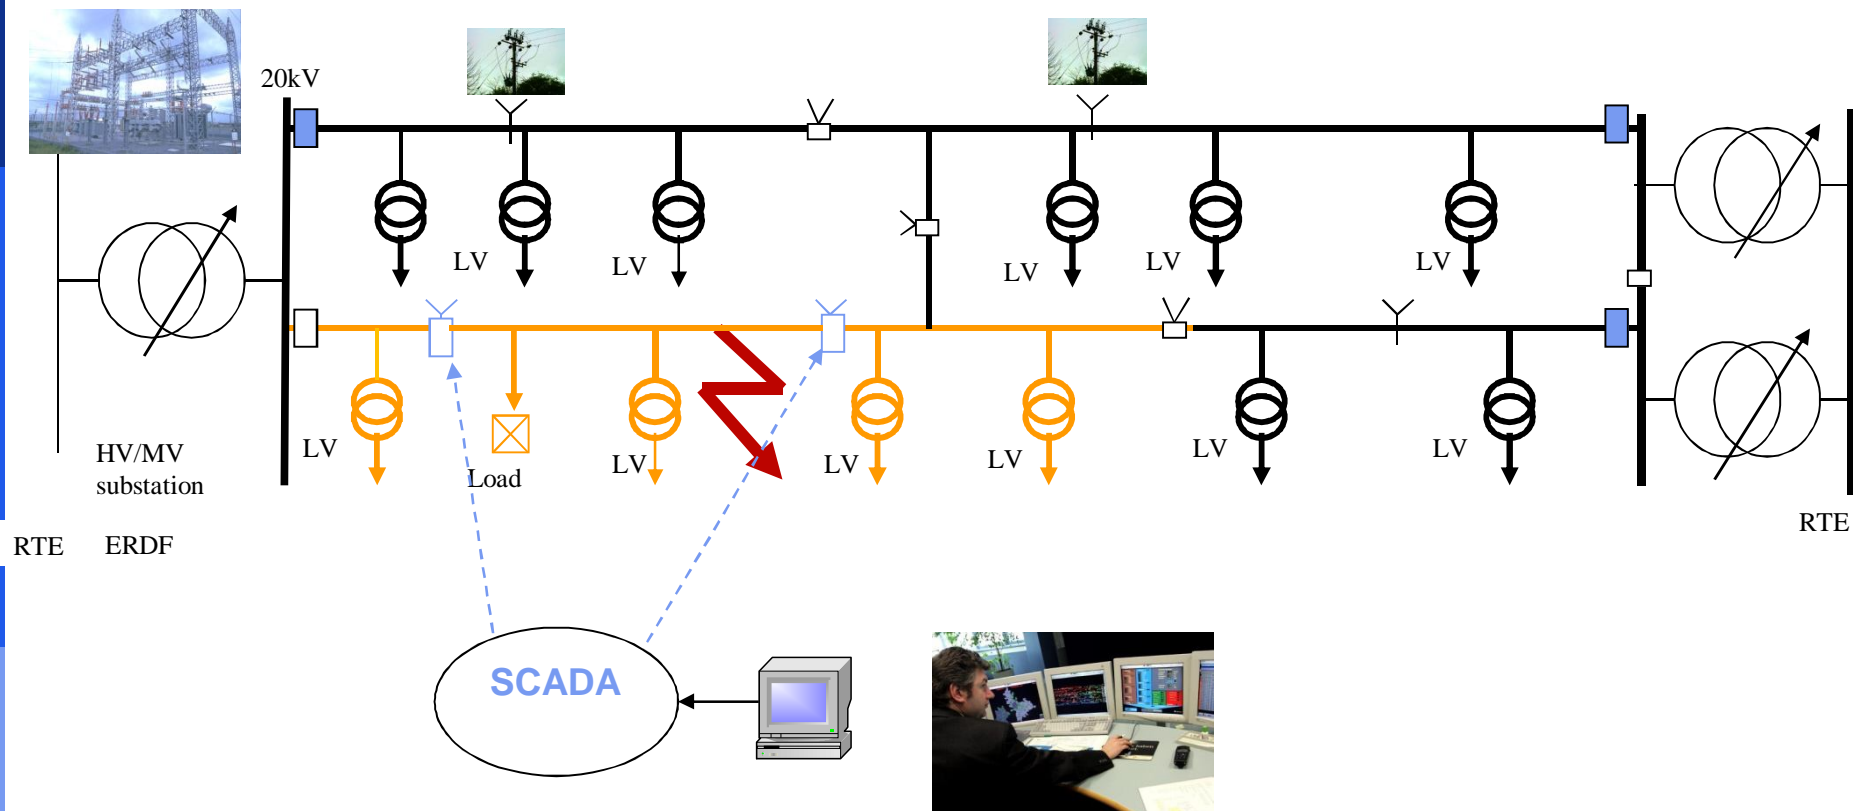 20kV
LV
LV
LV
LV
LV
LV
LV
LV
LV
LV
LV
Load
HV/MV
substation
RTE
ERDF
RTE
SCADA